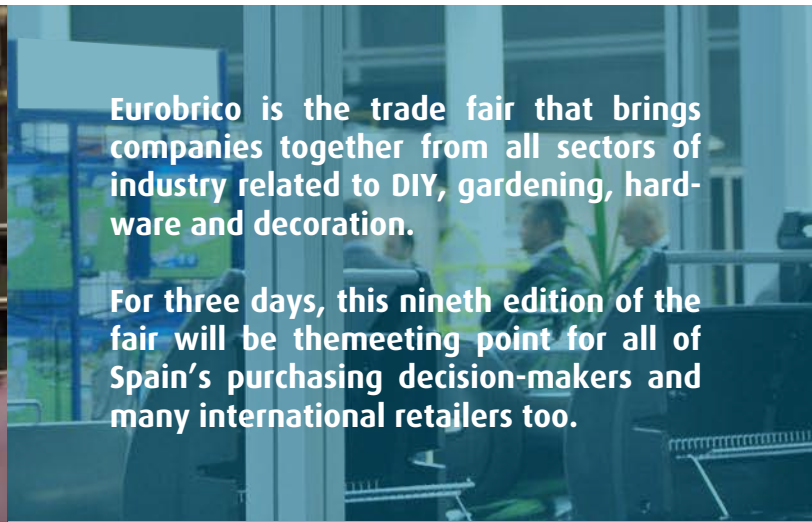 Eurobrico is the trade fair that brings
companies together from all sectors of
industry related to DIY, gardening, hard-
ware and decoration.
For three days, this nineth edition of the
fair will be themeeting point for all of
Spain's purchasing decision-makers and
many international retailers too.